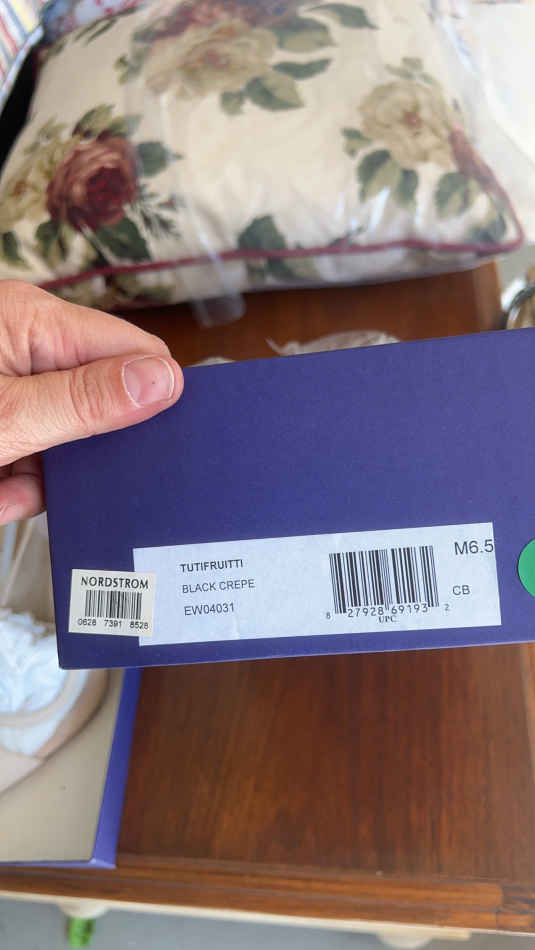 TUTIFRUITTI
BLACK CREPE
EW04031
8 27928 69193 2
UPC
M6.5
CB
NORDSTROM
0628 7391 8528